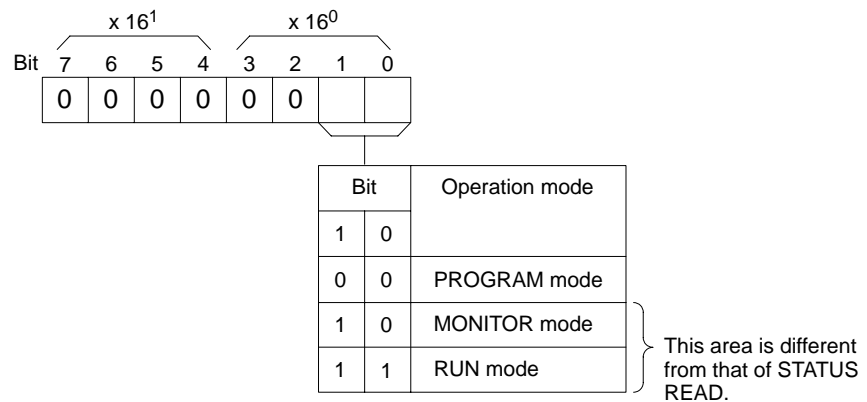 x 16¹ x 16⁰
Bit 7 6 5 4 3 2 1 0
0 0 0 0 0 0
Bit Operation mode
1 0
0 0 PROGRAM mode
1 0 MONITOR mode
1 1 RUN mode
This area is different
from that of STATUS
READ.